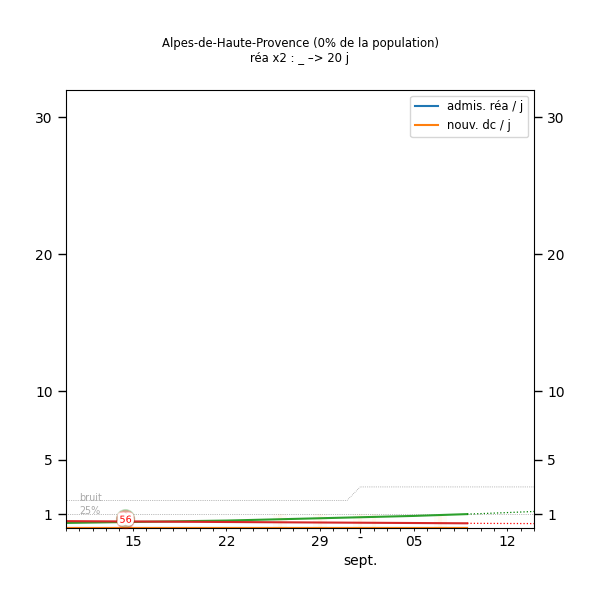 Alpes-de-Haute-Provence (0% de la population)
réa x2 : _ –> 20 j
admis. réa / j
nouv. dc / j
30 30
20 20
10 10
5 5
bruit
25%
1 56 1
15 22 29 - 05 12
sept.